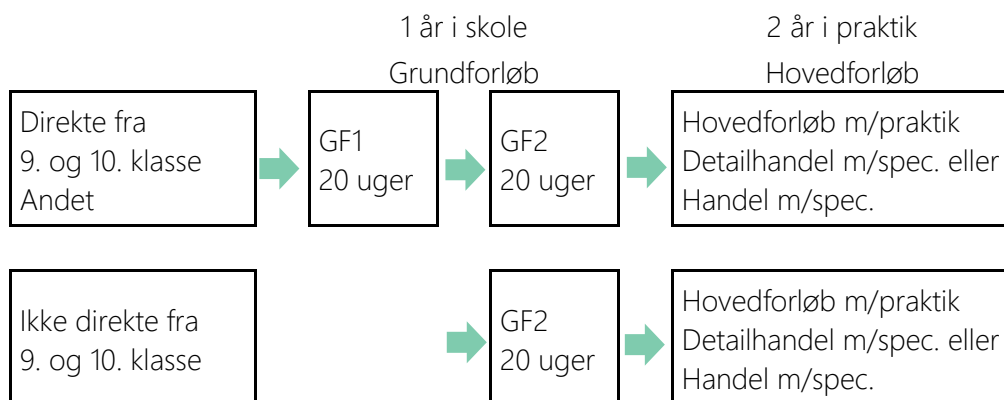 1 år i skole
Grundforløb
2 år i praktik
Hovedforløb
Direkte fra
9. og 10. klasse
Andet
GF1
20 uger
GF2
20 uger
Hovedforløb m/praktik
Detailhandel m/spec. eller
Handel m/spec.
Ikke direkte fra
9. og 10. klasse
GF2
20 uger
Hovedforløb m/praktik
Detailhandel m/spec. eller
Handel m/spec.